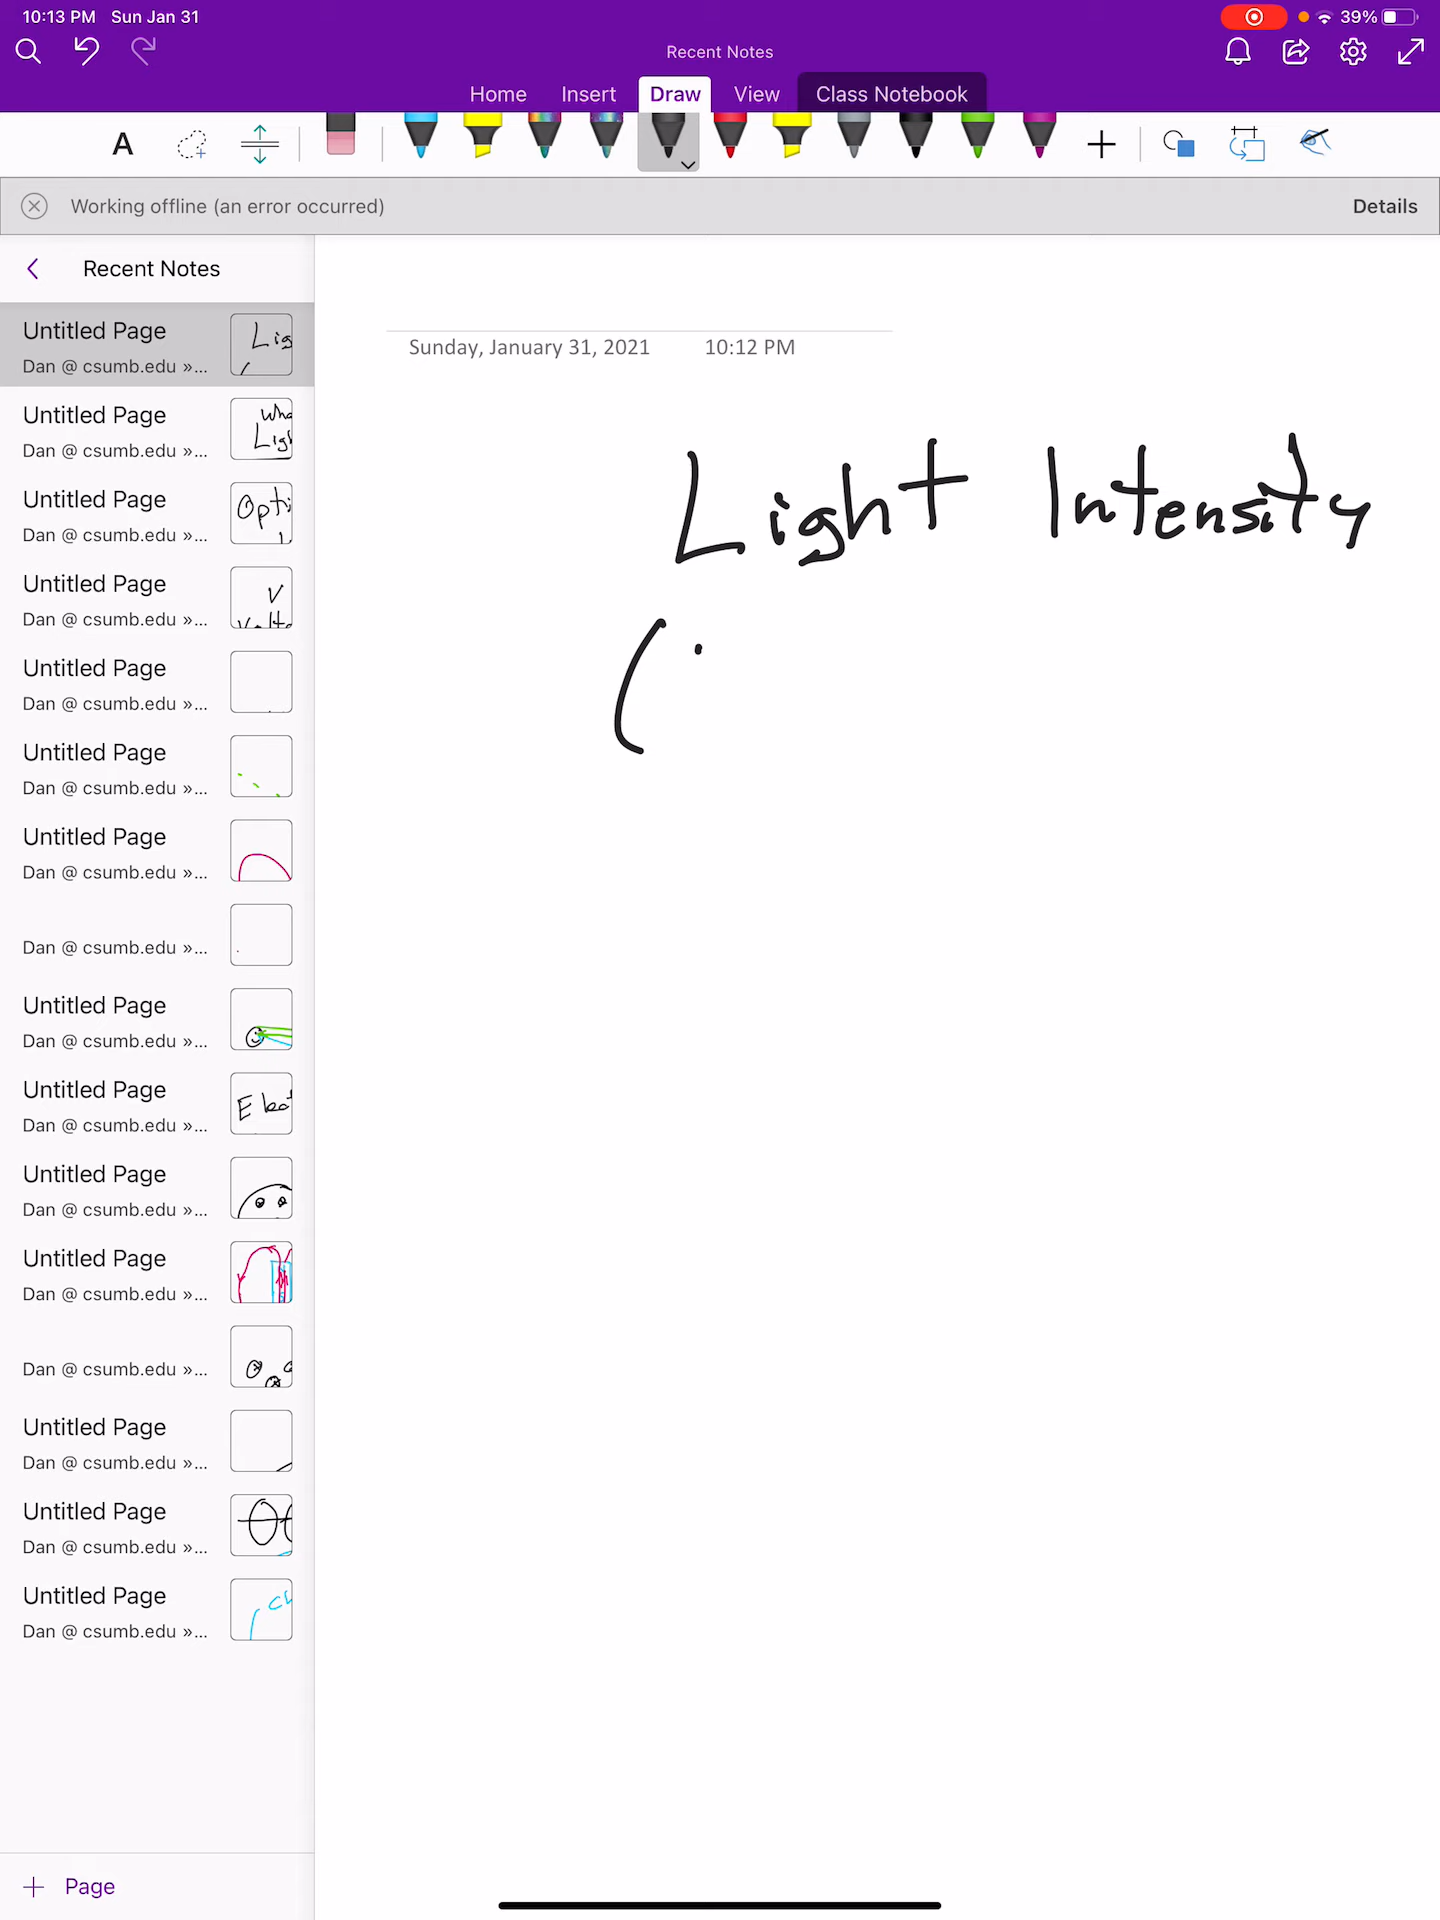 10:13 PM Sun Jan 31 39%
Recent Notes
Home Insert Draw View Class Notebook
A
Working offline (an error occurred) Details
Recent Notes
Untitled Page
Dan @ csumb.edu »...
Lig
Untitled Page
Dan @ csumb.edu »...
Wha
Ligh
Untitled Page
Dan @ csumb.edu »...
Opti
Untitled Page
Dan @ csumb.edu »...
V
Volta
Untitled Page
Dan @ csumb.edu »...
Untitled Page
Dan @ csumb.edu »...
Untitled Page
Dan @ csumb.edu »...
Dan @ csumb.edu »...
Untitled Page
Dan @ csumb.edu »...
Untitled Page
Dan @ csumb.edu »...
Untitled Page
Dan @ csumb.edu »...
Untitled Page
Dan @ csumb.edu »...
Dan @ csumb.edu »...
Untitled Page
Dan @ csumb.edu »...
Untitled Page
Dan @ csumb.edu »...
Untitled Page
Dan @ csumb.edu »...
+ Page
Sunday, January 31, 2021 10:12 PM
Light Intensity
(